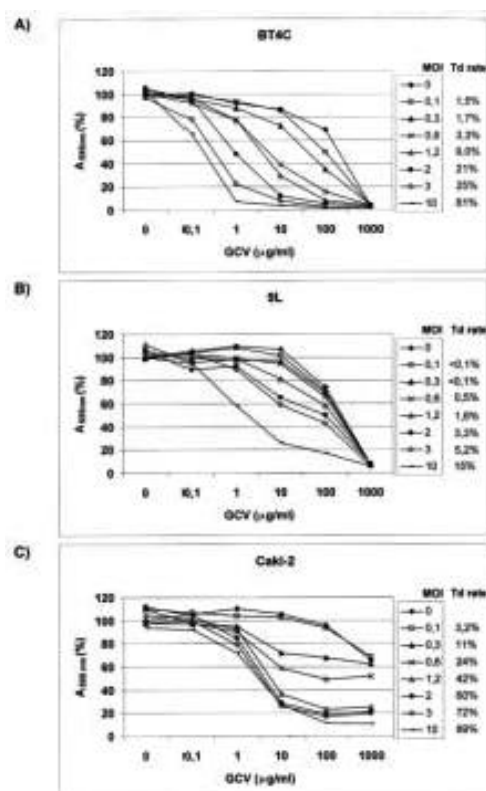 A)
BT4C
MOI Td rate
120
100
80
60
40
20
0
A (%)
0 0,1 1 10 100 1000
GCV (µg/ml)
0
0,1 1,5%
0,3 1,7%
0,6 3,3%
1,2
2 21%
3 25%
10 51%
B)
MOI Td rate
120
100
80
60
40
20
0
A (%)
0 0,1 1 10 100 1000
GCV (µg/ml)
0
0,1 <0,1%
0,3 <0,1%
0,6 0,5%
1,2 1,6%
2
3 5,2%
10 15%
C)
Caki-2
MOI Td rate
120
100
80
60
40
20
0
A (%)
0 0,1 1 10 100 1000
GCV (µg/ml)
0
0,1 3,2%
0,3 11%
0,6 24%
1,2 42%
2
3 72%
10